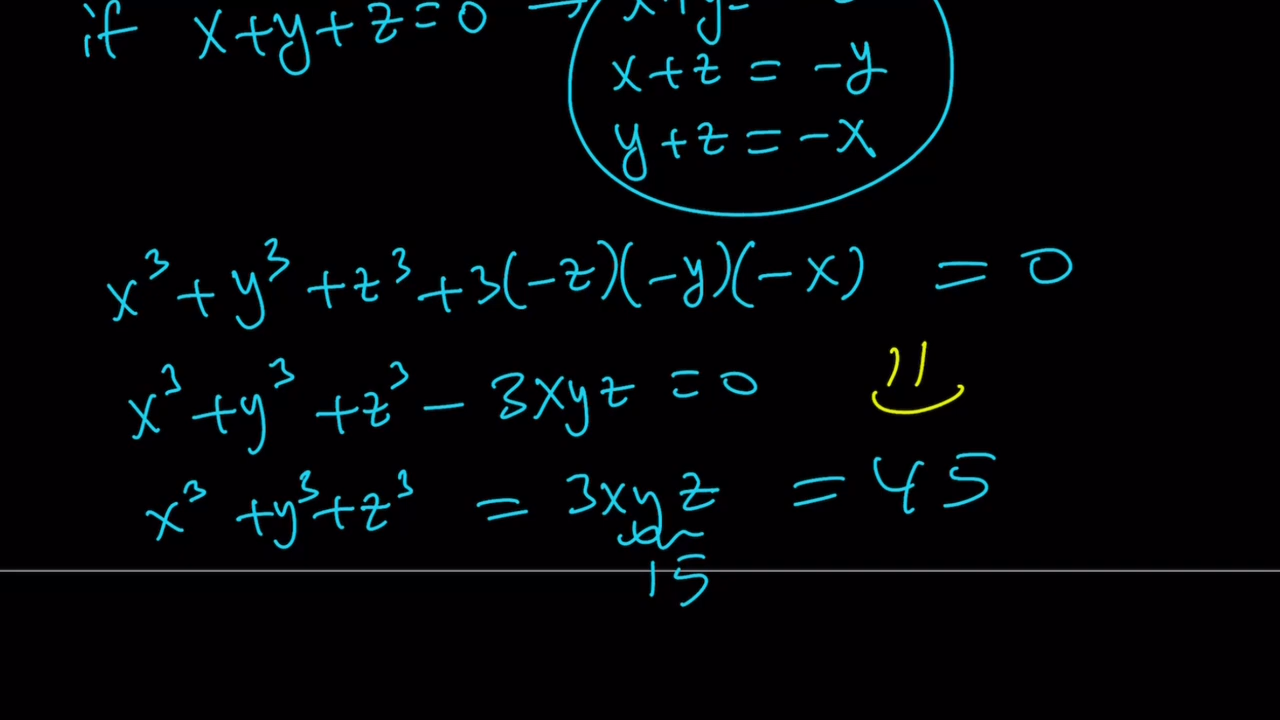 if x+y+z=0 → x+y=
x+z = -y
y+z = -x
x³+y³+z³+3(-z)(-y)(-x) = 0
x³+y³+z³-3xyz=0
x³+y³+z³ = 3xyz = 45
15